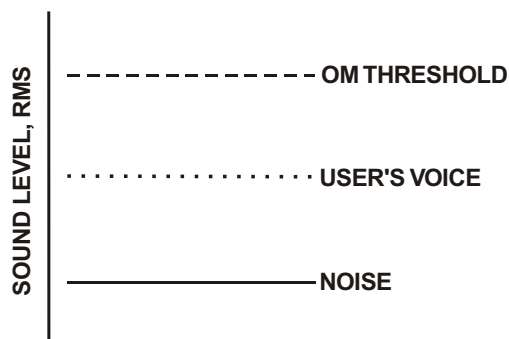 SOUND LEVEL, RMS
OM THRESHOLD
USER'S VOICE
NOISE